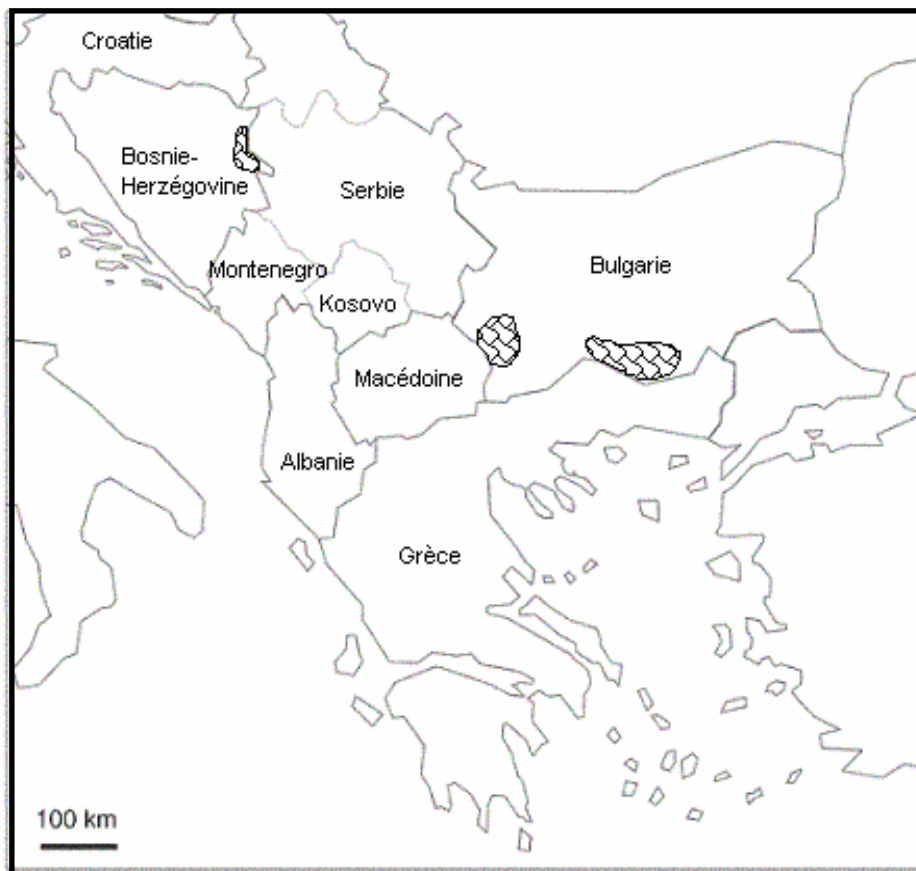 Croatie
Bosnie-
Herzégovine
Serbie
Montenegro
Bulgarie
Kosovo
Macédoine
Albanie
Grèce
100 km